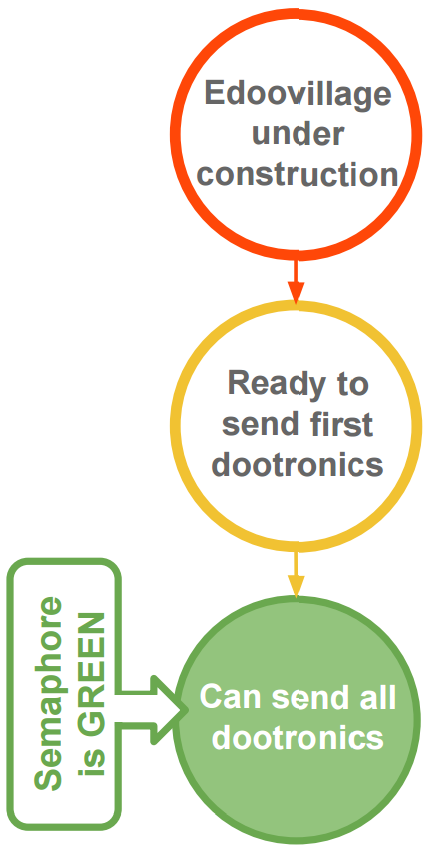 Edoovillage
under
construction
Ready to
send first
dootronics
Semaphore
is GREEN
Can send all
dootronics